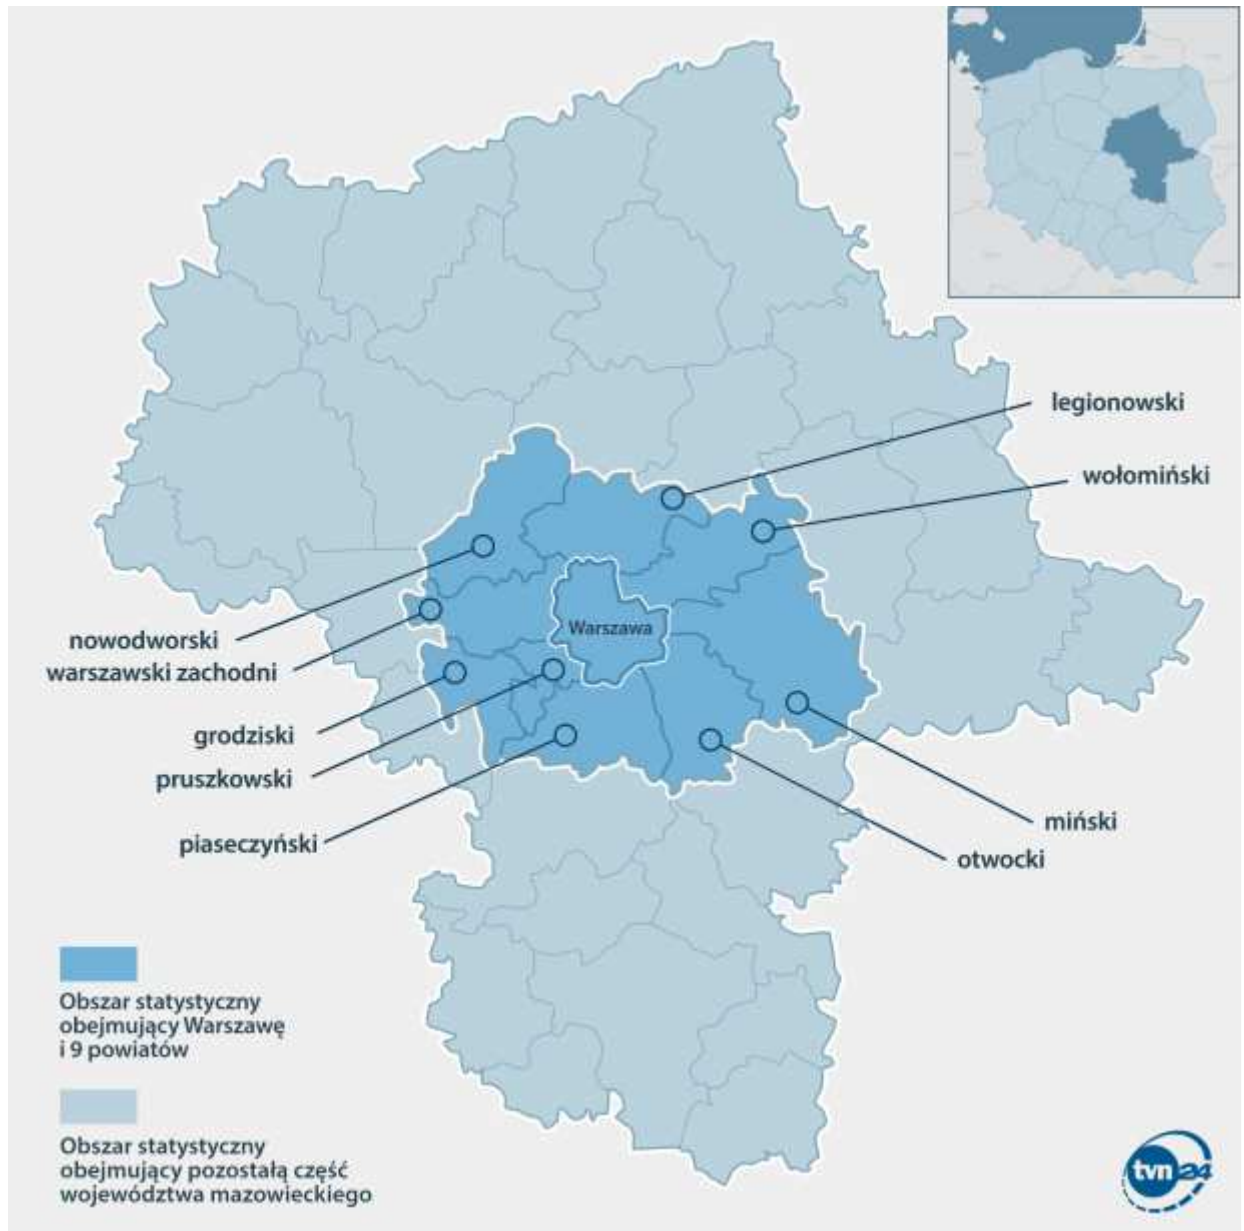 legionowski
wołomiński
Warszawa
nowodworski
warszawski zachodni
grodziski
pruszkowski
piaseczyński
miński
otwocki
Obszar statystyczny
obejmujący Warszawę
i 9 powiatów
Obszar statystyczny
obejmujący pozostałą część
województwa mazowieckiego
tvn24